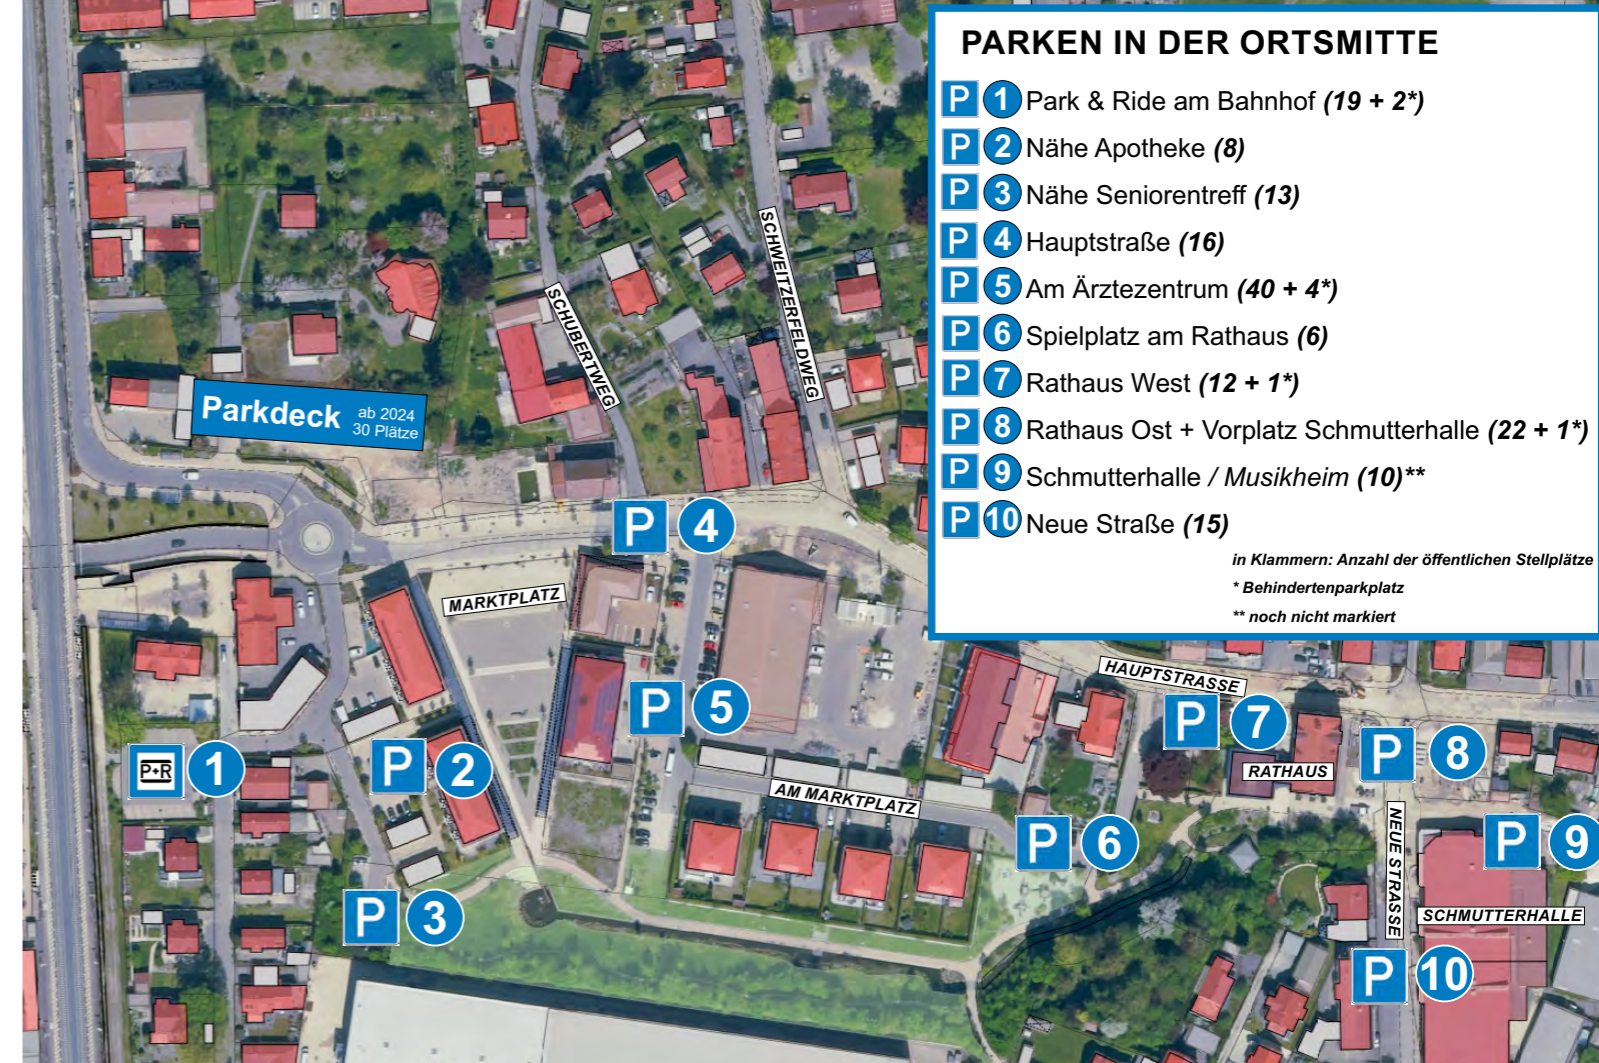 PARKEN IN DER ORTSMITTE
P 1 Park & Ride am Bahnhof (19 + 2*)
P 2 Nähe Apotheke (8)
P 3 Nähe Seniorentreff (13)
P 4 Hauptstraße (16)
P 5 Am Ärztezentrum (40 + 4*)
P 6 Spielplatz am Rathaus (6)
P 7 Rathaus West (12 + 1*)
P 8 Rathaus Ost + Vorplatz Schmutterhalle (22 + 1*)
P 9 Schmutterhalle / Musikheim (10)**
P 10 Neue Straße (15)
in Klammern: Anzahl der öffentlichen Stellplätze
* Behindertenparkplatz
** noch nicht markiert
SCHUBERTWEG
SCHWEITZERFELDWEG
Parkdeck ab 2024
30 Plätze
P 4
MARKTPLATZ
HAUPTSTRASSE
P 5
P 7
P+R 1
P 2
RATHAUS
P 8
AM MARKTPLATZ
P 6
NEUE STRASSE
P 9
P 3
SCHMUTTERHALLE
P 10